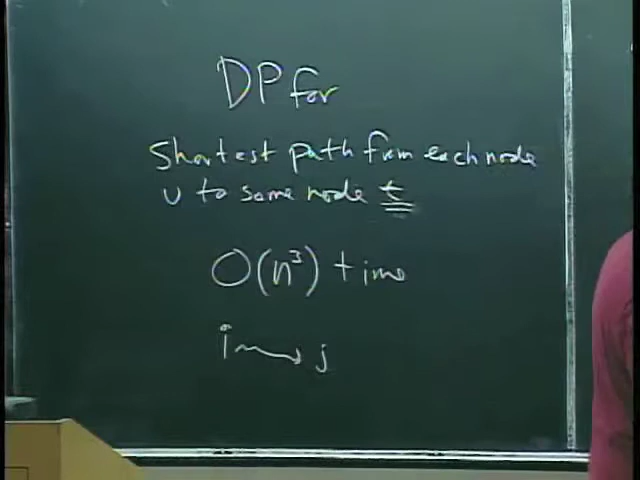 DP for
Shortest path from each node
v to some node t
O(n³) time
i → j